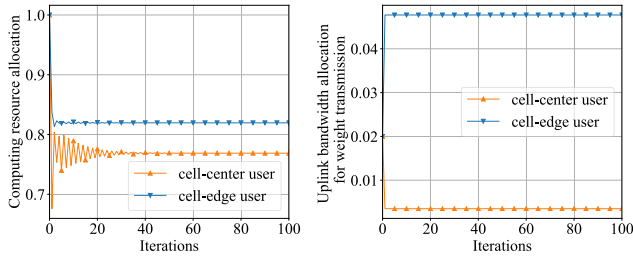 Computing resource allocation
1.0
0.9
0.8
0.7
0
20
40
60
80
100
Iterations
cell-center user
cell-edge user
Uplink bandwidth allocation
for weight transmission
0.04
0.03
0.02
0.01
0
20
40
60
80
100
Iterations
cell-center user
cell-edge user